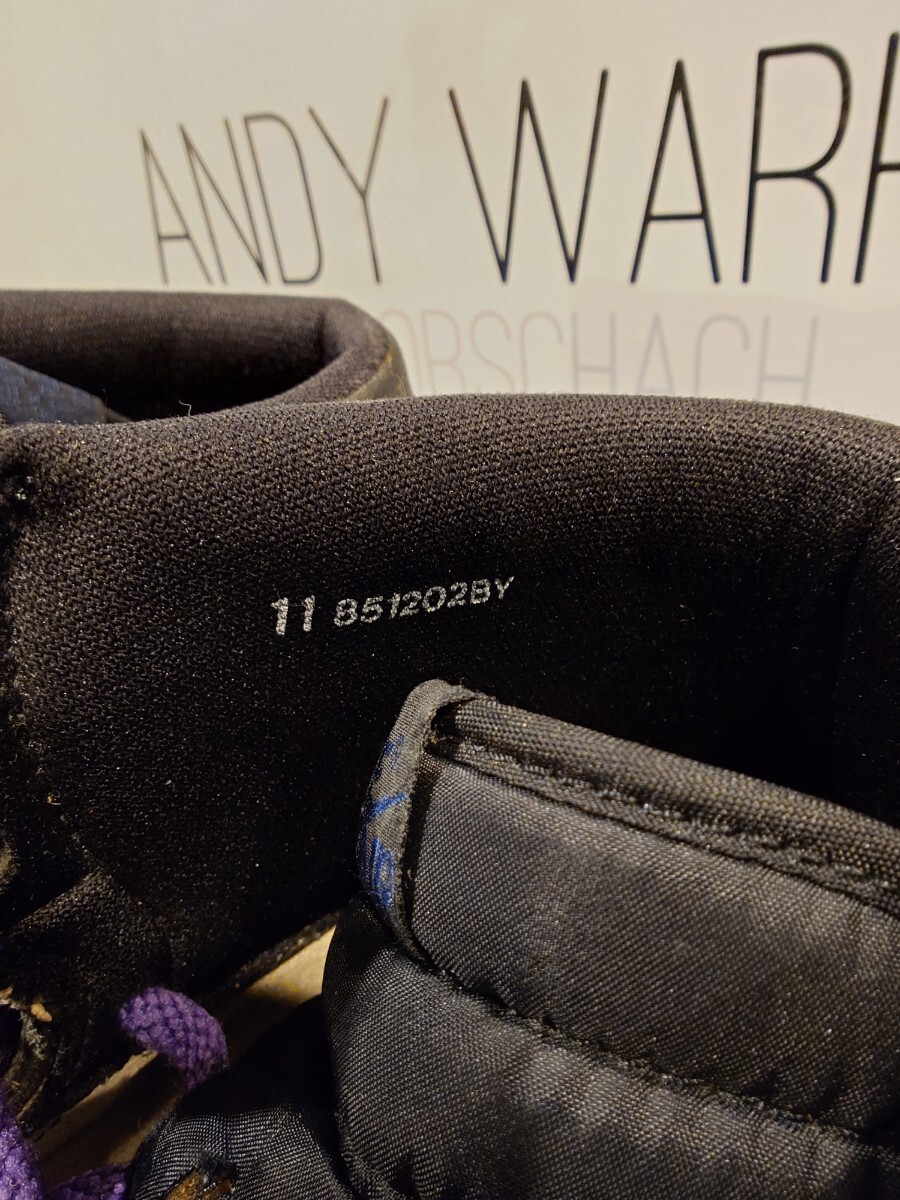 ANDY WARH
ORSCHACH
11 851202BY